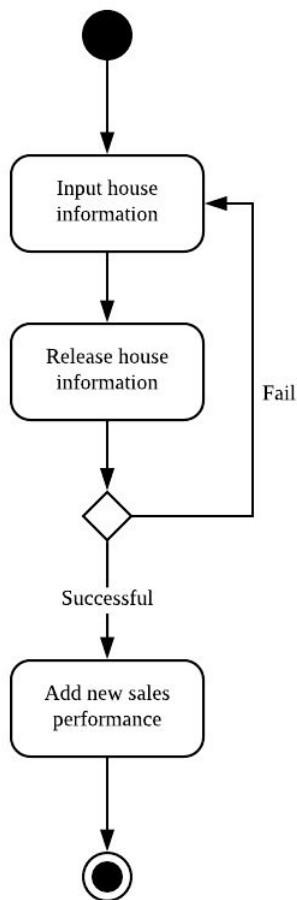 Input house
information
Release house
information
Fail
Successful
Add new sales
performance